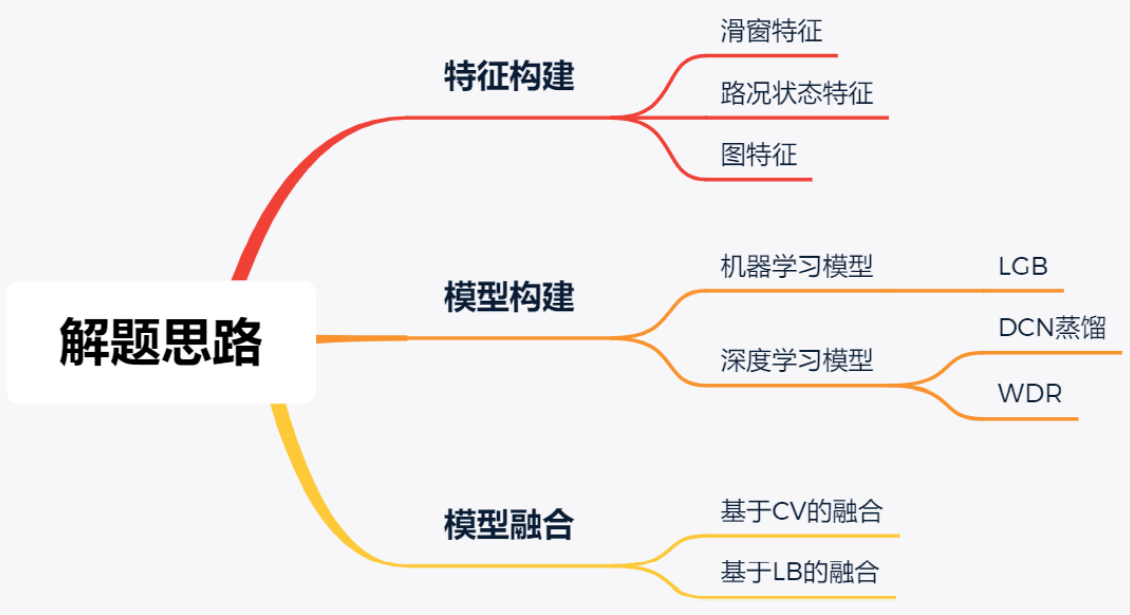 解题思路
特征构建
滑窗特征
路况状态特征
图特征
模型构建
机器学习模型
LGB
深度学习模型
DCN蒸馏
WDR
模型融合
基于CV的融合
基于LB的融合